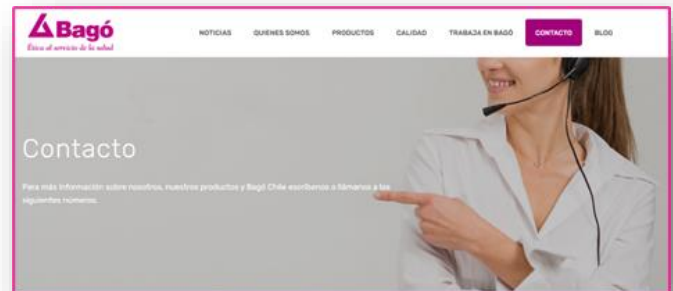 Bagó
Ética al servicio de la salud
NOTICIAS QUIENES SOMOS PRODUCTOS CALIDAD TRABAJA EN BAGÓ CONTACTO BLOG
Contacto
Para más información sobre nosotros, nuestros productos y Bagó Chile escríbenos o llámanos a los
siguientes números.